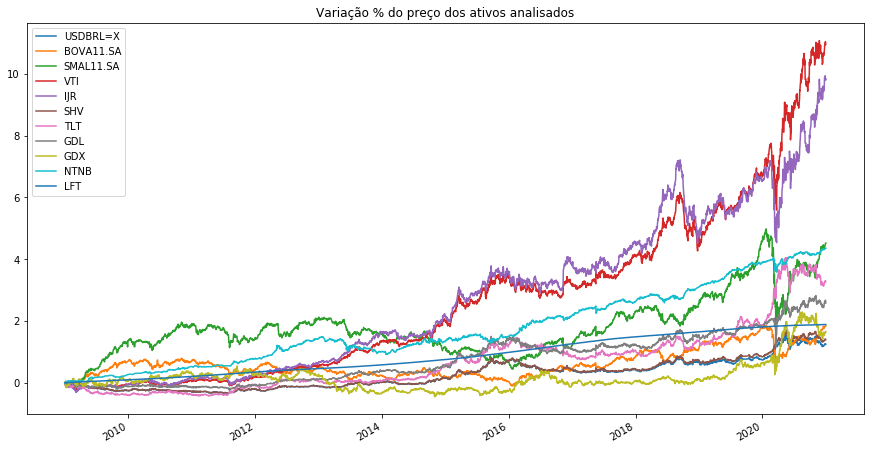 Variação % do preço dos ativos analisados
USDBRL=X
BOVA11.SA
SMAL11.SA
VTI
IJR
SHV
TLT
GDL
GDX
NTNB
LFT
10
8
6
4
2
0
2010
2012
2014
2016
2018
2020